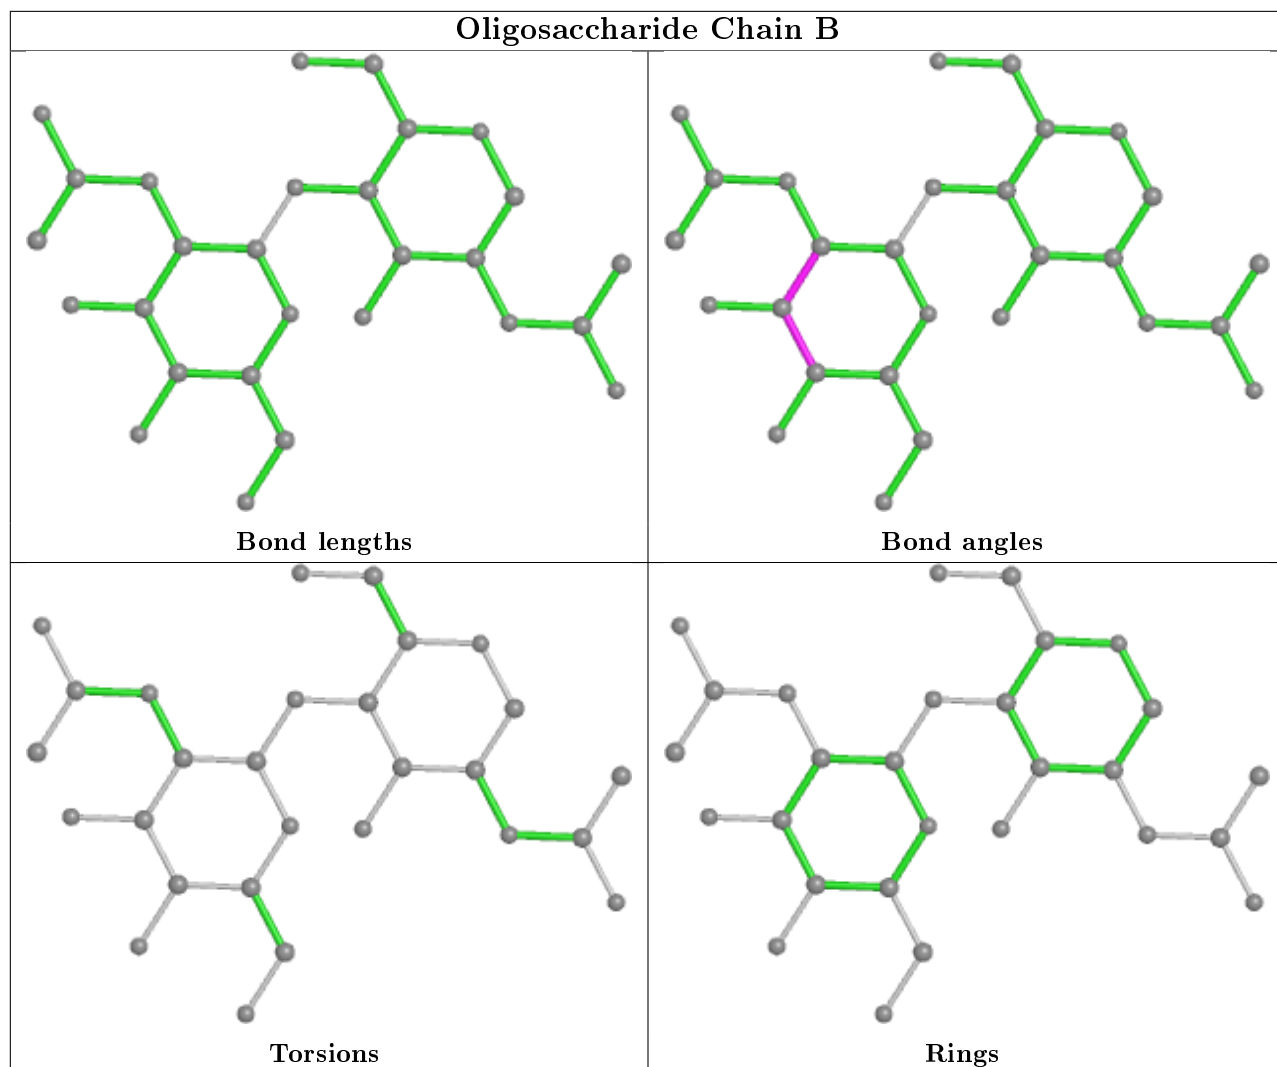 Oligosaccharide Chain B
Bond lengths
Bond angles
Torsions
Rings